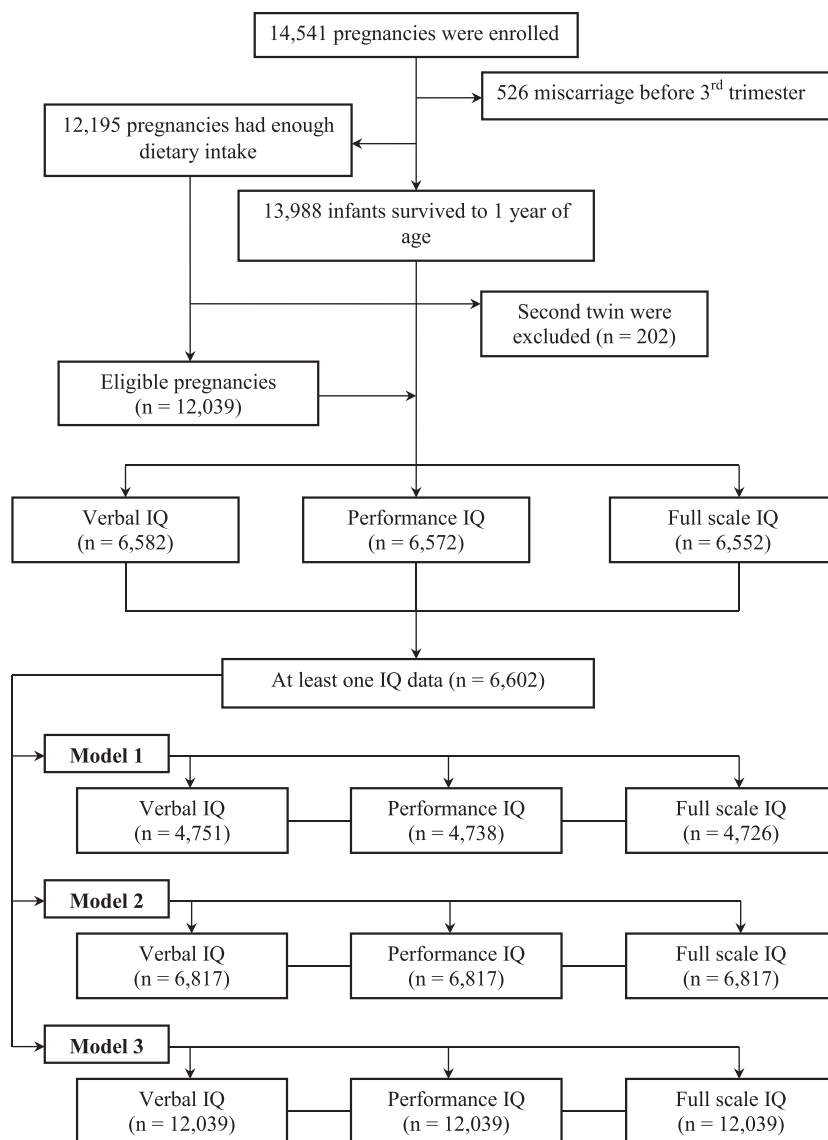 14,541 pregnancies were enrolled
526 miscarriage before 3rd trimester
12,195 pregnancies had enough
dietary intake
13,988 infants survived to 1 year of
age
Second twin were
excluded (n = 202)
Eligible pregnancies
(n = 12,039)
Verbal IQ
(n = 6,582)
Performance IQ
(n = 6,572)
Full scale IQ
(n = 6,552)
At least one IQ data (n = 6,602)
Model 1
Verbal IQ
(n = 4,751)
Performance IQ
(n = 4,738)
Full scale IQ
(n = 4,726)
Model 2
Verbal IQ
(n = 6,817)
Performance IQ
(n = 6,817)
Full scale IQ
(n = 6,817)
Model 3
Verbal IQ
(n = 12,039)
Performance IQ
(n = 12,039)
Full scale IQ
(n = 12,039)